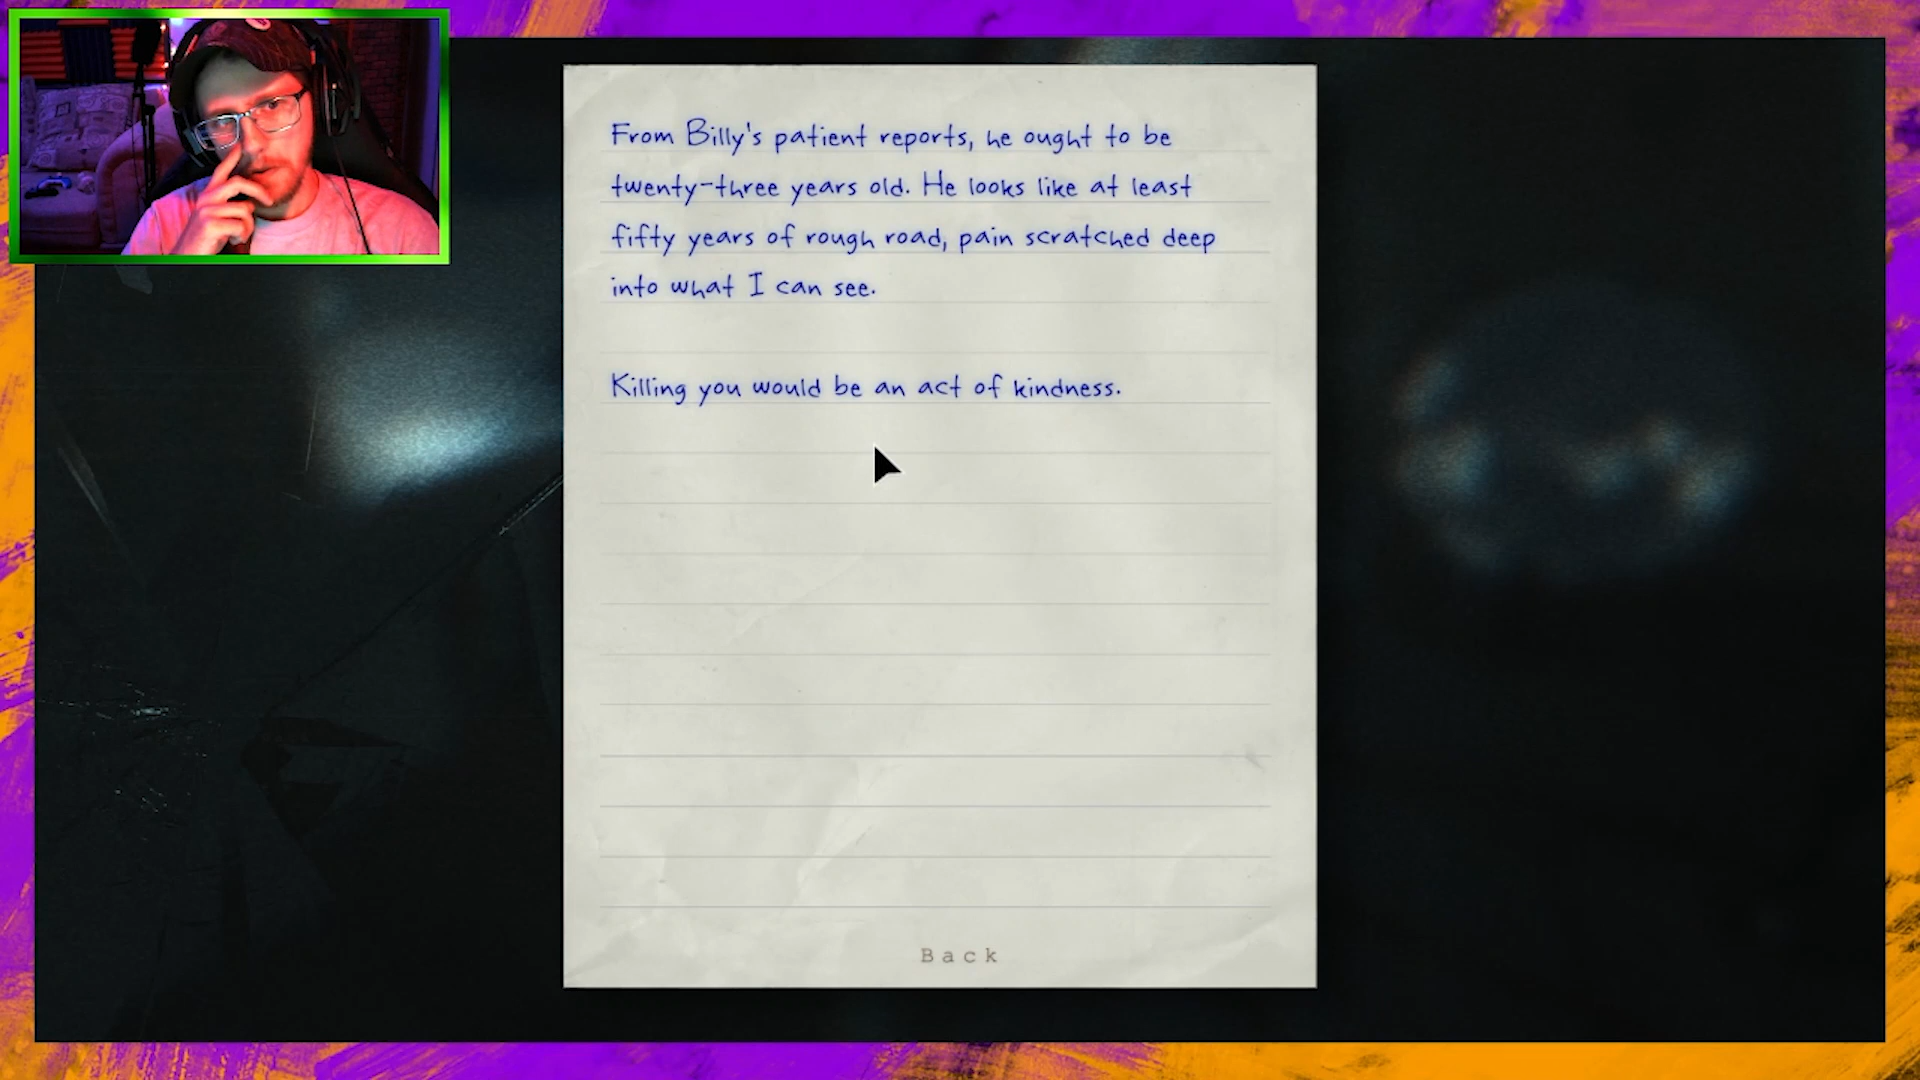 From Billy's patient reports, he ought to be
twenty-three years old. He looks like at least
fifty years of rough road, pain scratched deep
into what I can see.
Killing you would be an act of kindness.
Back